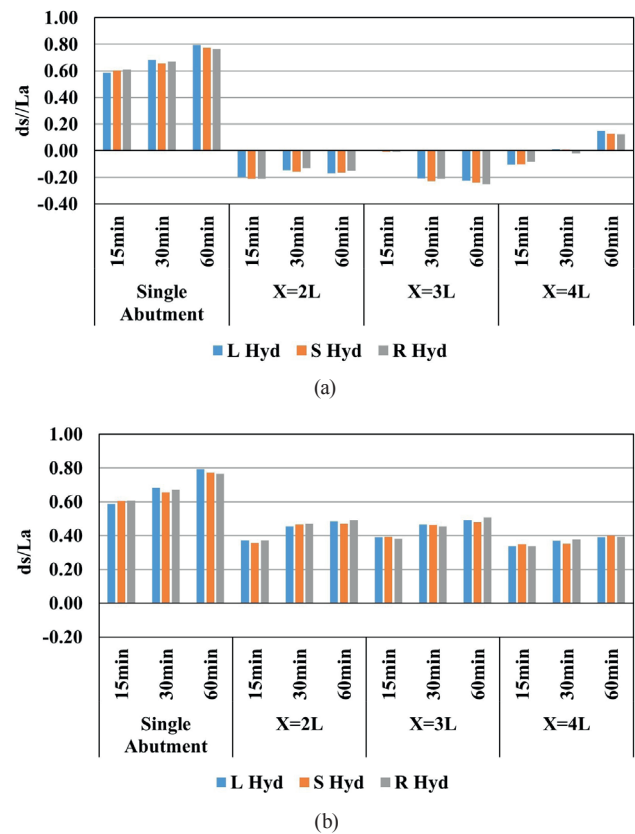 1.00
0.80
0.60
0.40
0.20
0.00
-0.20
-0.40
ds//La
15min 30min 60min 15min 30min 60min 15min 30min 60min 15min 30min 60min
Single Abutment X=2L X=3L X=4L
L Hyd S Hyd R Hyd
(a)
1.00
0.80
0.60
0.40
0.20
0.00
-0.20
ds/La
15min 30min 60min 15min 30min 60min 15min 30min 60min 15min 30min 60min
Single Abutment X=2L X=3L X=4L
L Hyd S Hyd R Hyd
(b)